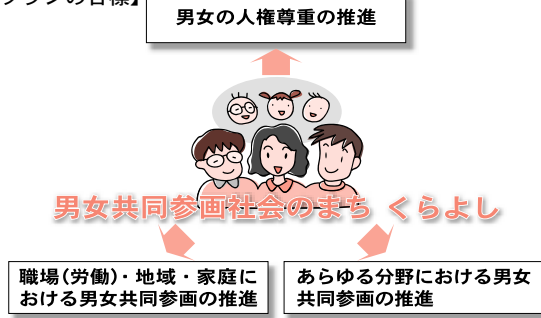 プランの目標】
男女の人権尊重の推進
男女共同参画社会のまち くらよし
職場(労働)・地域・家庭に
おける男女共同参画の推進
あらゆる分野における男女
共同参画の推進